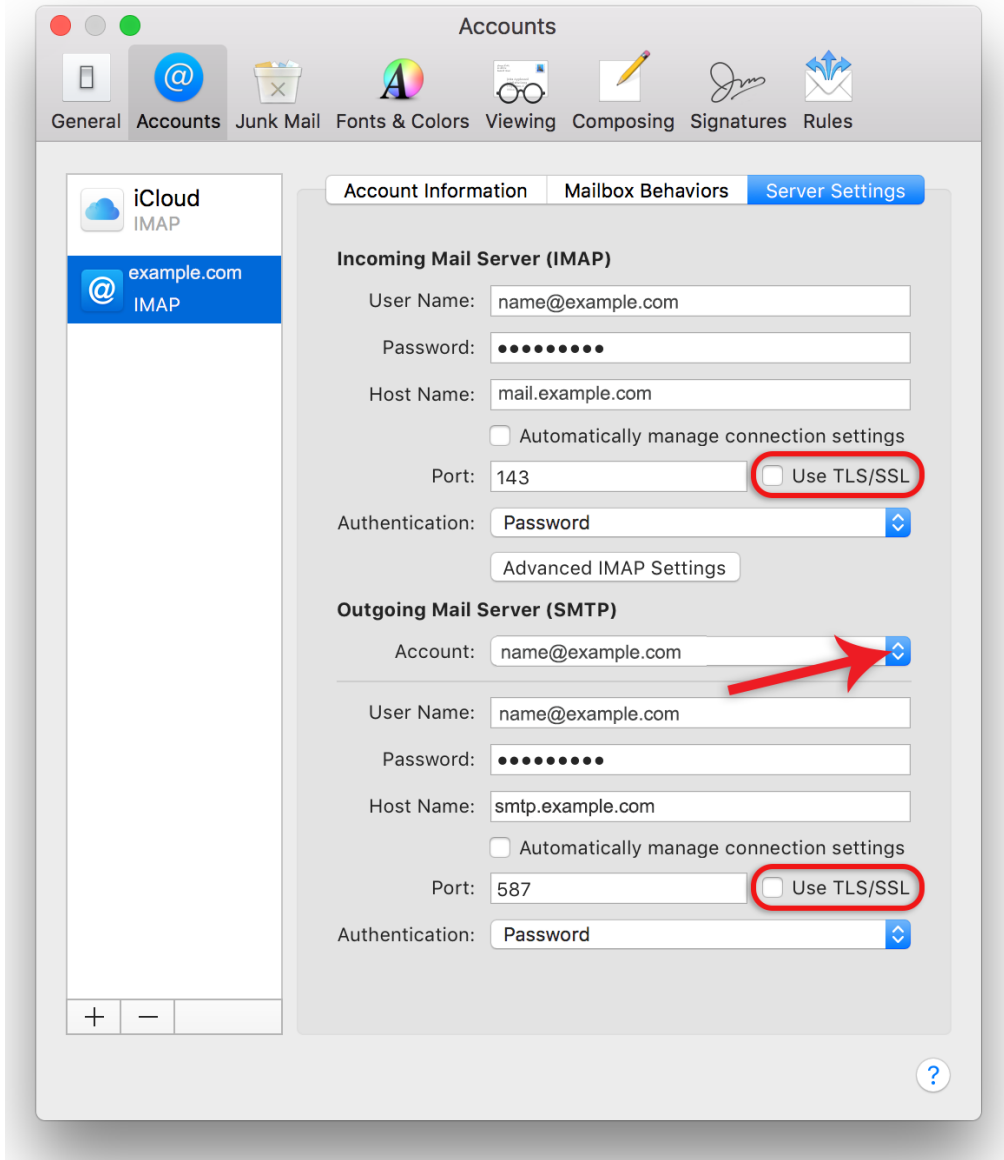 Accounts
General Accounts Junk Mail Fonts & Colors Viewing Composing Signatures Rules
iCloud
IMAP
example.com
IMAP
Account Information Mailbox Behaviors Server Settings
Incoming Mail Server (IMAP)
User Name: name@example.com
Password: •••••••••
Host Name: mail.example.com
Automatically manage connection settings
Port: 143 Use TLS/SSL
Authentication: Password
Advanced IMAP Settings
Outgoing Mail Server (SMTP)
Account: name@example.com
User Name: name@example.com
Password: •••••••••
Host Name: smtp.example.com
Automatically manage connection settings
Port: 587 Use TLS/SSL
Authentication: Password
+ −
?